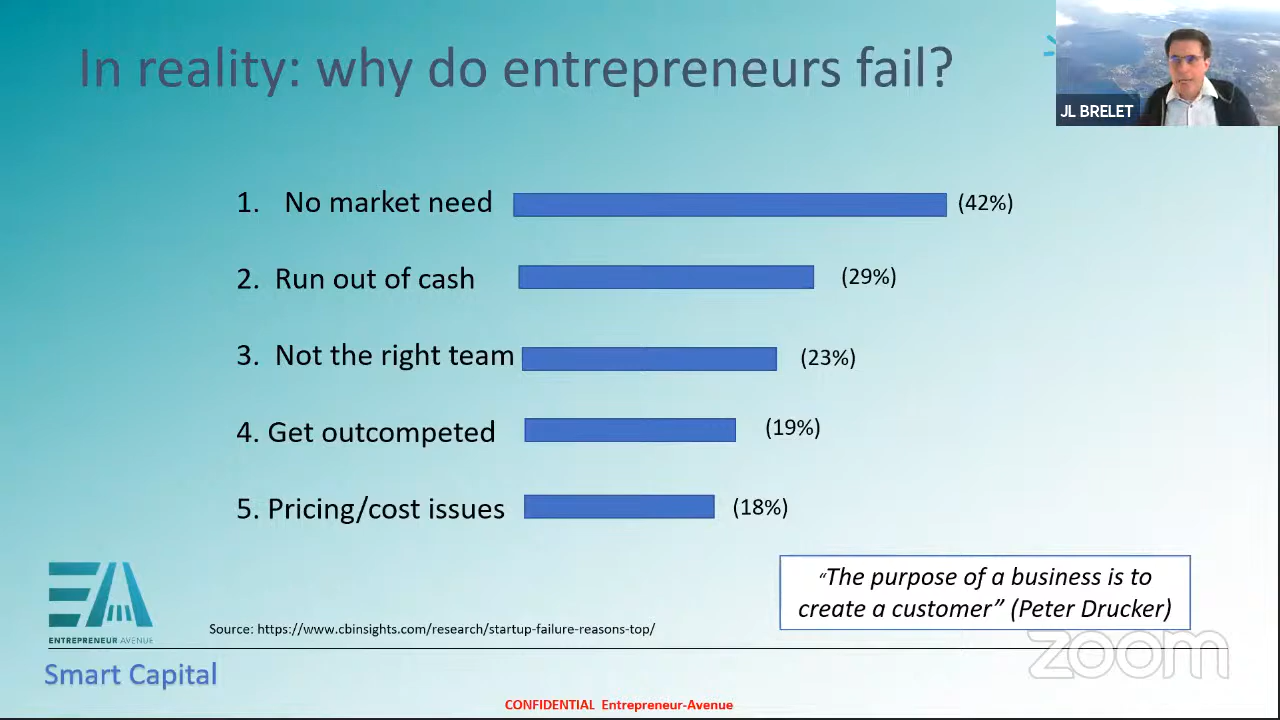 In reality: why do entrepreneurs fail?
JL BRELET
1. No market need (42%)
2. Run out of cash (29%)
3. Not the right team (23%)
4. Get outcompeted (19%)
5. Pricing/cost issues (18%)
“The purpose of a business is to
create a customer” (Peter Drucker)
EA
ENTREPRENEUR AVENUE
Source: https://www.cbinsights.com/research/startup-failure-reasons-top/
zoom
Smart Capital
CONFIDENTIAL Entrepreneur-Avenue